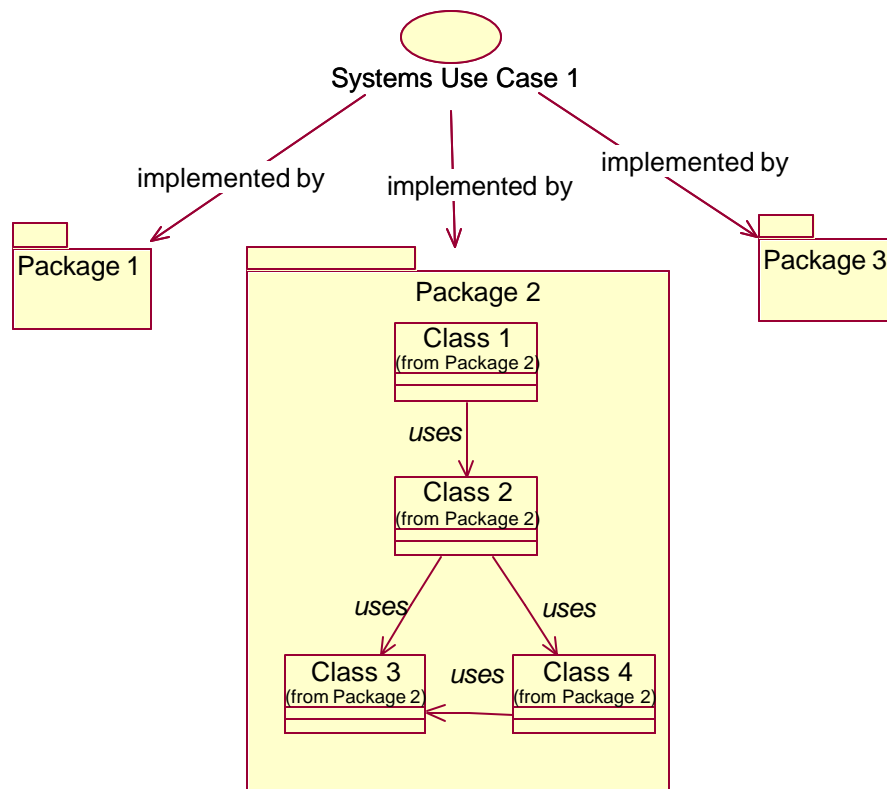 Systems Use Case 1
implemented by
implemented by
implemented by
Package 1
Package 3
Package 2
Class 1
(from Package 2)
uses
Class 2
(from Package 2)
uses
uses
Class 3
(from Package 2)
uses
Class 4
(from Package 2)